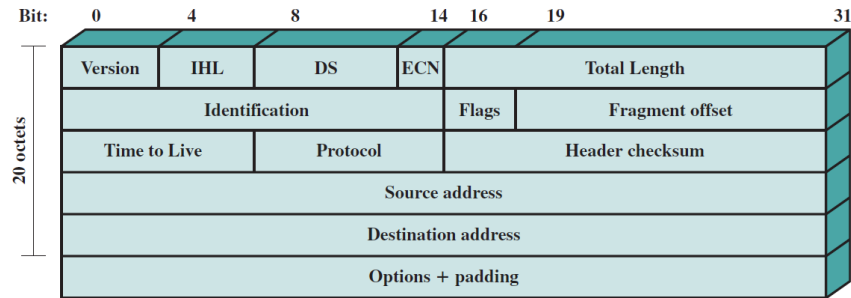 Bit: 0 4 8 14 16 19 31
Version IHL DS ECN Total Length
Identification Flags Fragment offset
Time to Live Protocol Header checksum
Source address
Destination address
Options + padding
20 octets